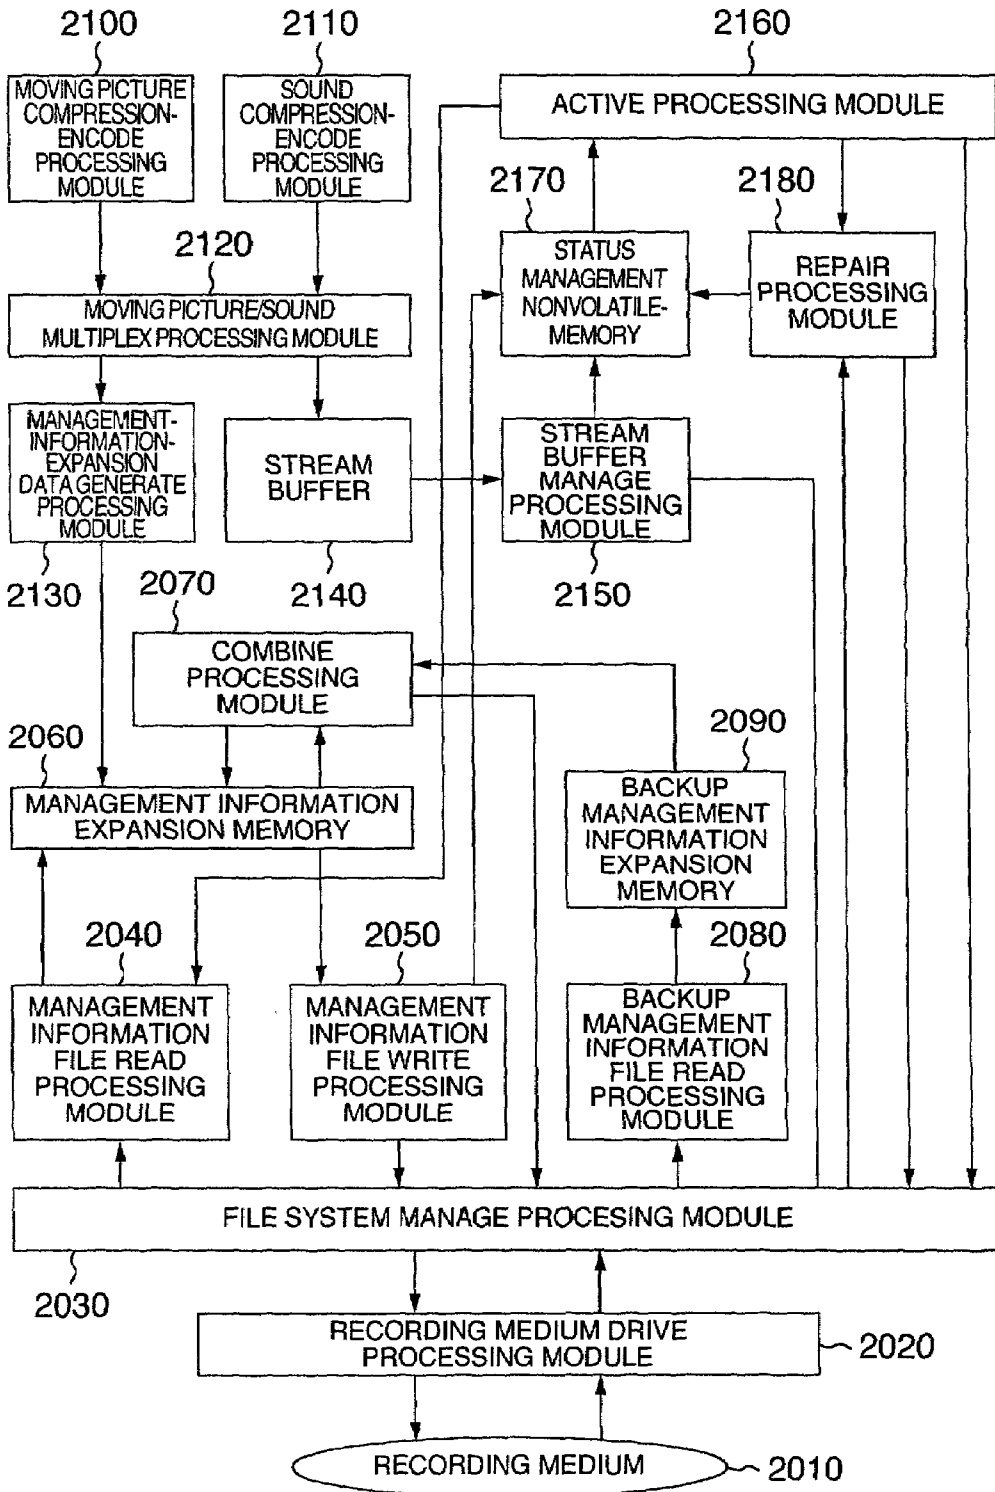 2100
2110
2160
MOVING PICTURE
COMPRESSION-
ENCODE
PROCESSING
MODULE
SOUND
COMPRESSION-
ENCODE
PROCESSING
MODULE
ACTIVE PROCESSING MODULE
2170
2180
2120
STATUS
MANAGEMENT
NONVOLATILE-
MEMORY
REPAIR
PROCESSING
MODULE
MOVING PICTURE/SOUND
MULTIPLEX PROCESSING MODULE
MANAGEMENT-
INFORMATION-
EXPANSION
DATA GENERATE
PROCESSING
MODULE
STREAM
BUFFER
STREAM
BUFFER
MANAGE
PROCESSING
MODULE
2130
2070
2140
2150
COMBINE
PROCESSING
MODULE
2060
2090
MANAGEMENT INFORMATION
EXPANSION MEMORY
BACKUP
MANAGEMENT
INFORMATION
EXPANSION
MEMORY
2040
2050
2080
MANAGEMENT
INFORMATION
FILE READ
PROCESSING
MODULE
MANAGEMENT
INFORMATION
FILE WRITE
PROCESSING
MODULE
BACKUP
MANAGEMENT
INFORMATION
FILE READ
PROCESSING
MODULE
FILE SYSTEM MANAGE PROCESING MODULE
2030
RECORDING MEDIUM DRIVE
PROCESSING MODULE
2020
RECORDING MEDIUM
2010